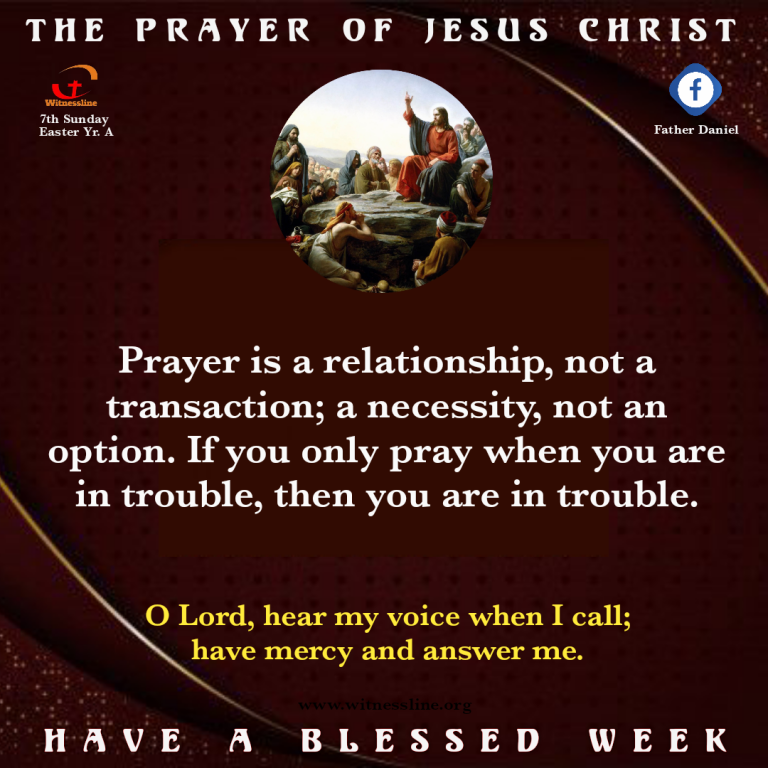 THE PRAYER OF JESUS CHRIST
Witnessline
7th Sunday
Easter Yr. A
f
Father Daniel
Prayer is a relationship, not a
transaction; a necessity, not an
option. If you only pray when you are
in trouble, then you are in trouble.
O Lord, hear my voice when I call;
have mercy and answer me.
www.witnessline.org
HAVE A BLESSED WEEK